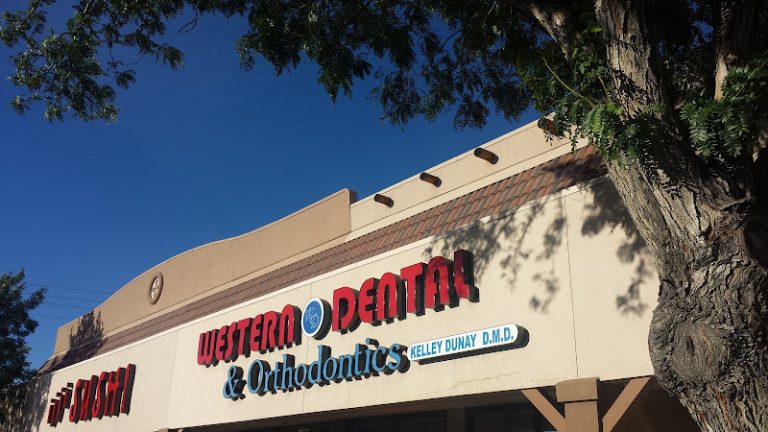 WESTERN DENTAL
& Orthodontics
KELLEY DUNAY D.M.D.
SUSHI